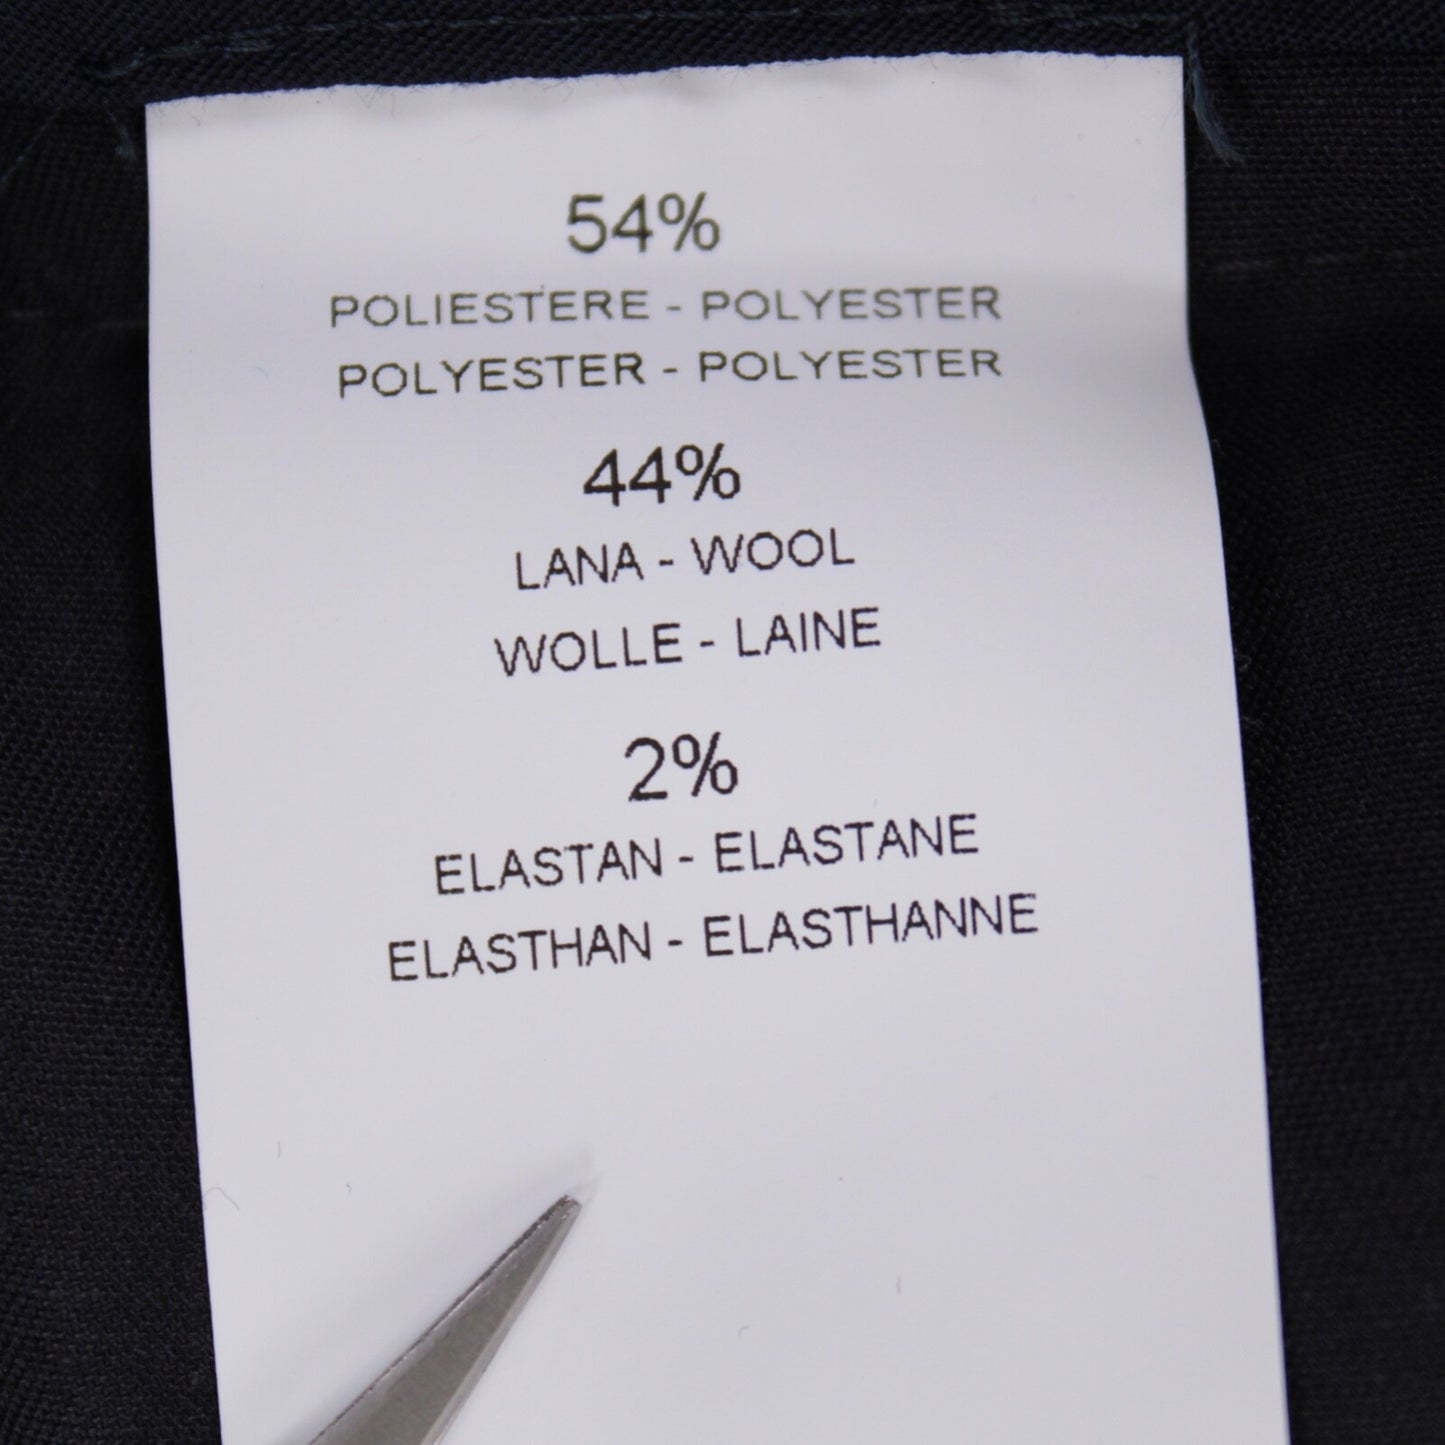 54%
POLIESTERE - POLYESTER
POLYESTER - POLYESTER
44%
LANA - WOOL
WOLLE - LAINE
2%
ELASTAN - ELASTANE
ELASTHAN - ELASTHANNE